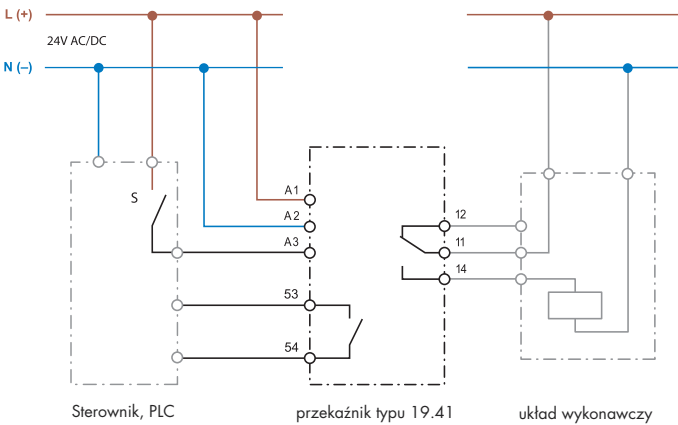 L (+)
24V AC/DC
N (–)
S
A1
A2
A3
53
54
12
11
14
Sterownik, PLC
przekaźnik typu 19.41
układ wykonawczy